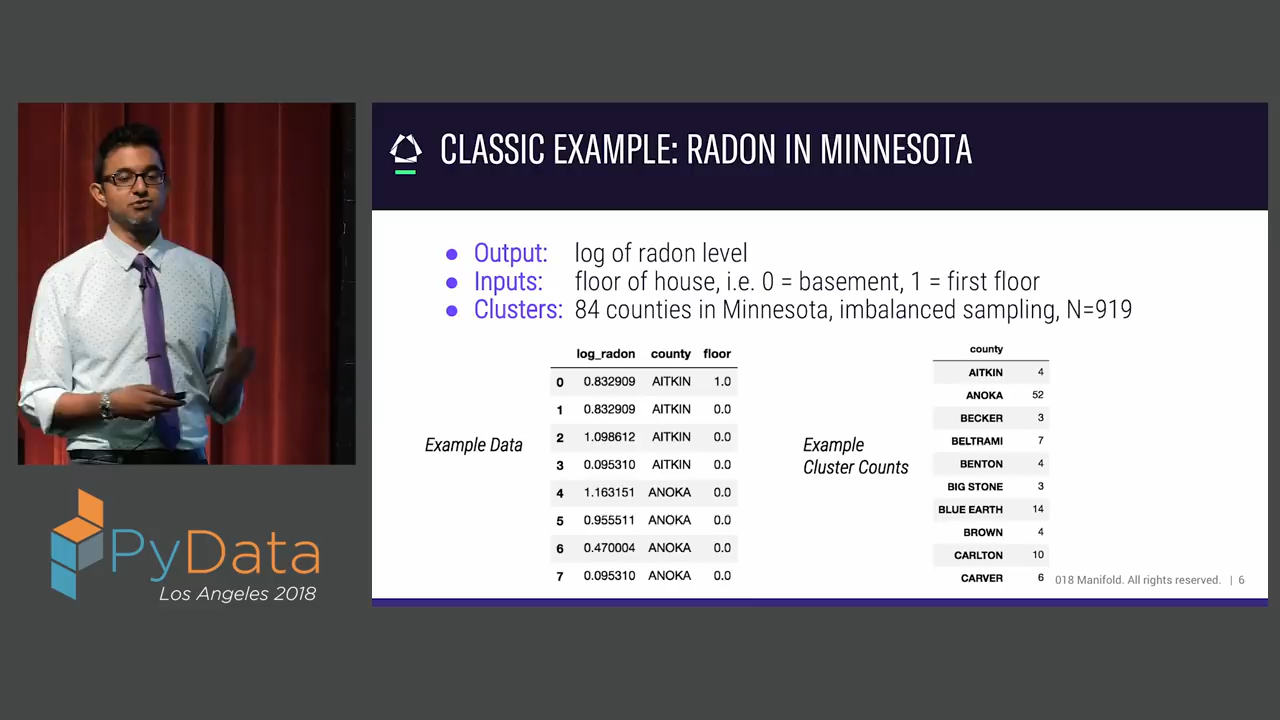 CLASSIC EXAMPLE: RADON IN MINNESOTA
● Output: log of radon level
● Inputs: floor of house, i.e. 0 = basement, 1 = first floor
● Clusters: 84 counties in Minnesota, imbalanced sampling, N=919
Example Data
log_radon county floor
0 0.832909 AITKIN 1.0
1 0.832909 AITKIN 0.0
2 1.098612 AITKIN 0.0
3 0.095310 AITKIN 0.0
4 1.163151 ANOKA 0.0
5 0.955511 ANOKA 0.0
6 0.470004 ANOKA 0.0
7 0.095310 ANOKA 0.0
Example
Cluster Counts
county
AITKIN 4
ANOKA 52
BECKER 3
BELTRAMI 7
BENTON 4
BIG STONE 3
BLUE EARTH 14
BROWN 4
CARLTON 10
CARVER 6
018 Manifold. All rights reserved. | 6
PyData
Los Angeles 2018